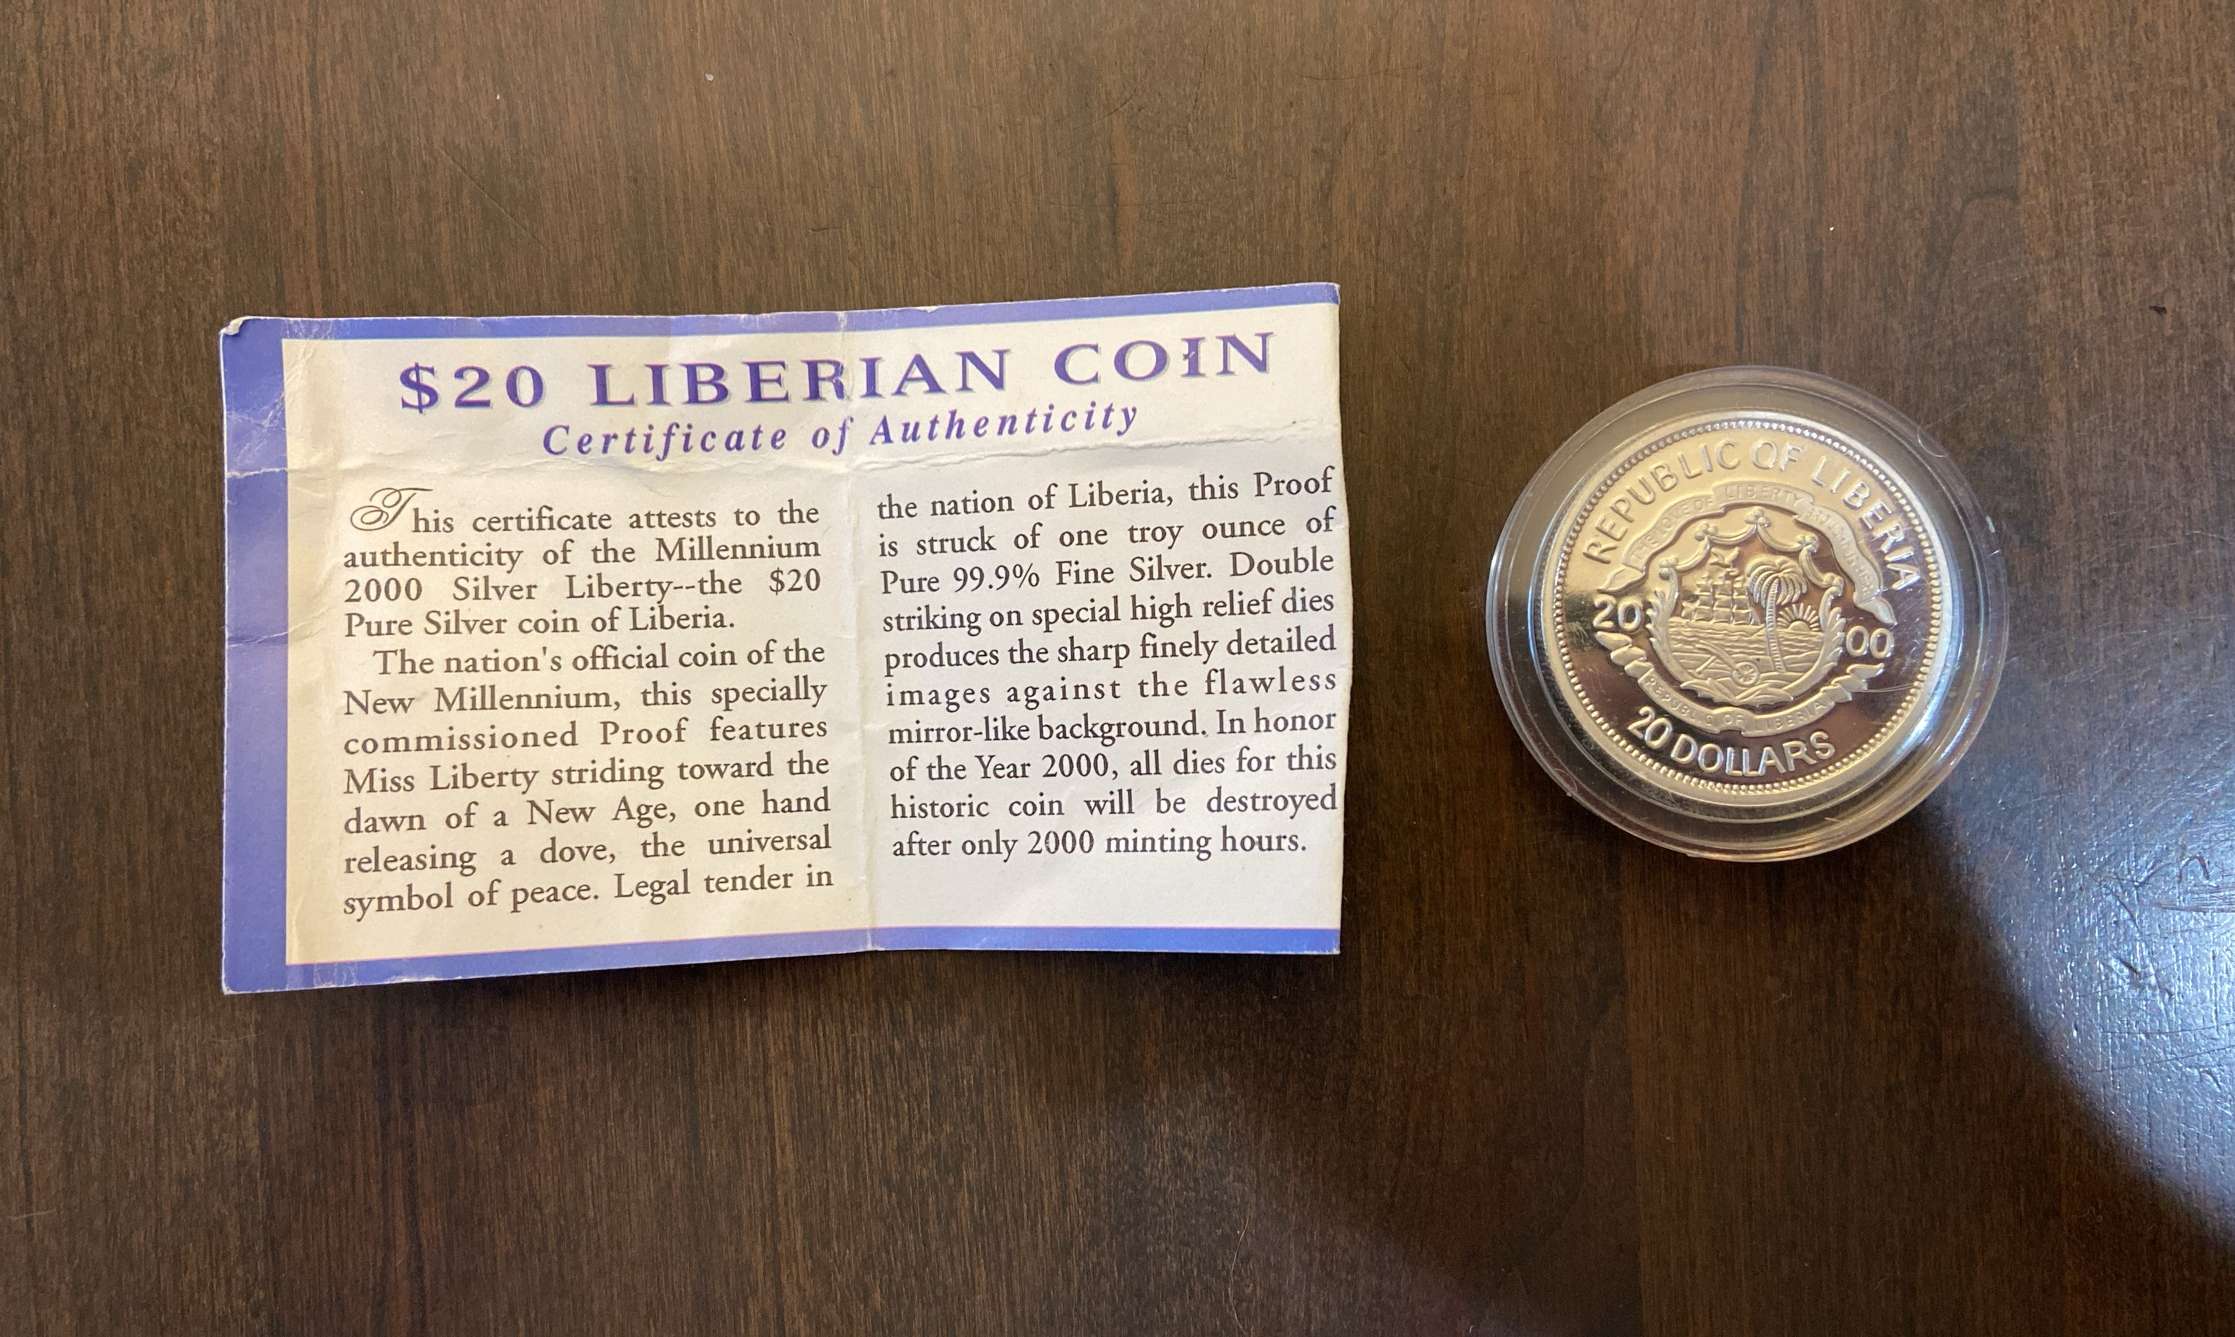 $20 LIBERIAN COIN
Certificate of Authenticity
This certificate attests to the
authenticity of the Millennium
2000 Silver Liberty--the $20
Pure Silver coin of Liberia.
The nation's official coin of the
New Millennium, this specially
commissioned Proof features
Miss Liberty striding toward the
dawn of a New Age, one hand
releasing a dove, the universal
symbol of peace. Legal tender in
the nation of Liberia, this Proof
is struck of one troy ounce of
Pure 99.9% Fine Silver. Double
striking on special high relief dies
produces the sharp finely detailed
images against the flawless
mirror-like background. In honor
of the Year 2000, all dies for this
historic coin will be destroyed
after only 2000 minting hours.
REPUBLIC OF LIBERIA
LIBERTY
20 00
REPUBLIC OF LIBERIA
20 DOLLARS